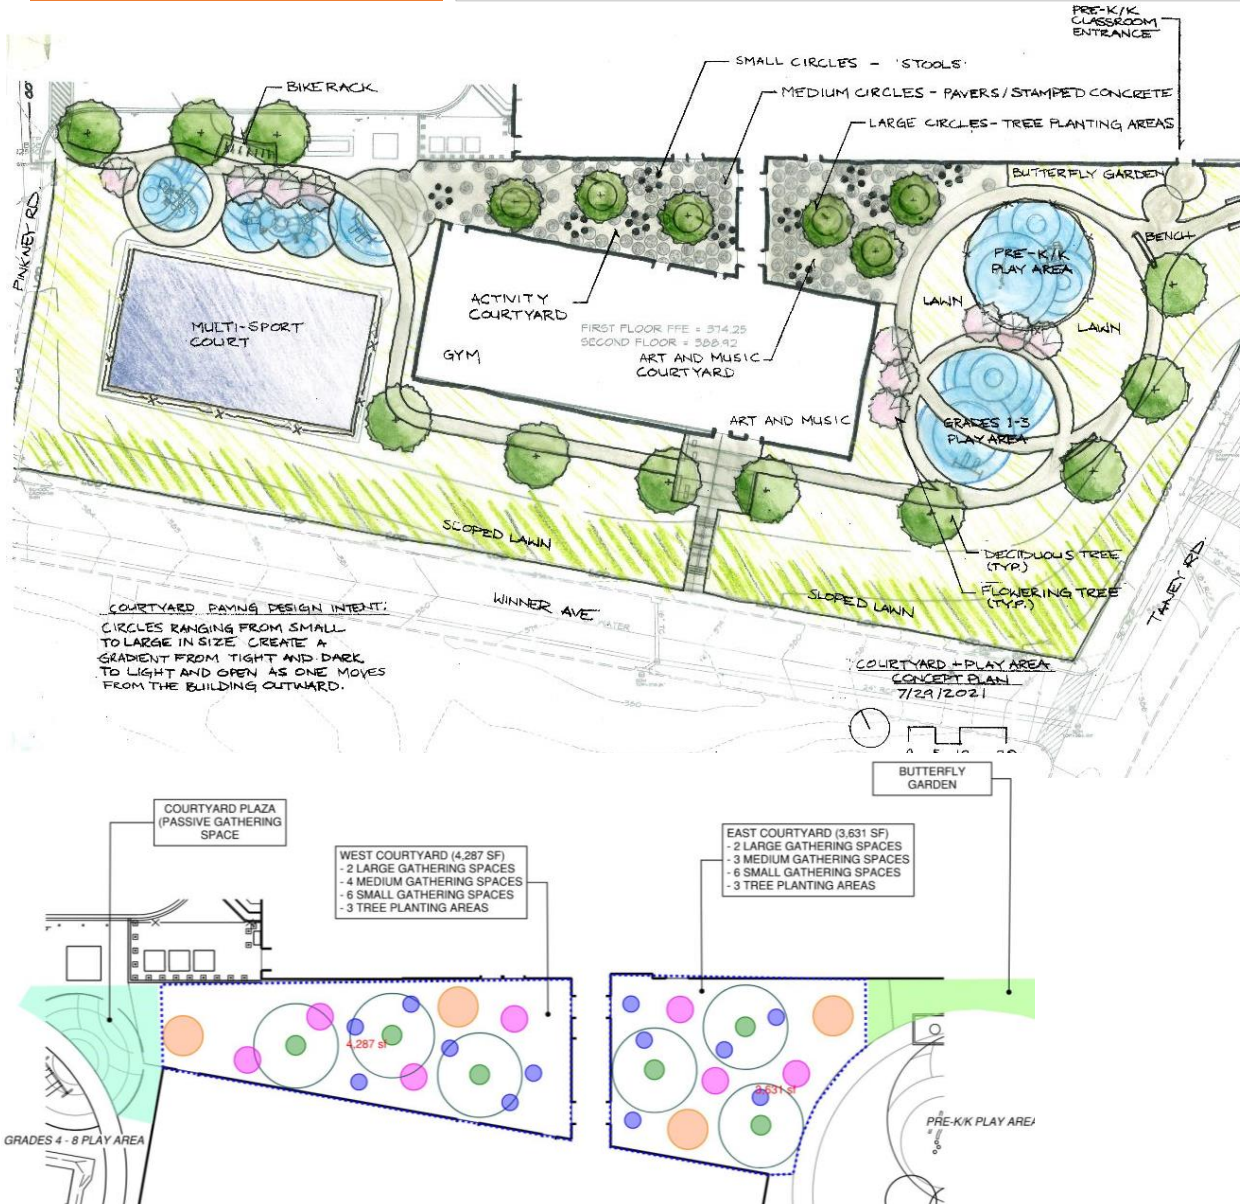 PRE-K/K
CLASSROOM
ENTRANCE
SMALL CIRCLES - 'STOOLS'
BIKE RACK
MEDIUM CIRCLES - PAVERS/STAMPED CONCRETE
LARGE CIRCLES - TREE PLANTING AREAS
BUTTERFLY GARDEN
PINKNEY RD.
BENCH
PRE-K/K
PLAY AREA
LAWN
LAWN
ACTIVITY
COURTYARD
MULTI-SPORT
COURT
FIRST FLOOR FFE = 374.25
SECOND FLOOR = 388.92
GYM
ART AND MUSIC
COURTYARD
ART AND MUSIC
GRADES 1-3
PLAY AREA
SLOPED LAWN
DECIDUOUS TREE
(TYP.)
FLOWERING TREE
(TYP.)
SLOPED LAWN
WINNER AVE
TANEY RD.
COURTYARD PAVING DESIGN INTENT:
CIRCLES RANGING FROM SMALL
TO LARGE IN SIZE CREATE A
GRADIENT FROM TIGHT AND DARK
TO LIGHT AND OPEN AS ONE MOVES
FROM THE BUILDING OUTWARD.
COURTYARD + PLAY AREA
CONCEPT PLAN
7/29/2021
BUTTERFLY
GARDEN
COURTYARD PLAZA
(PASSIVE GATHERING
SPACE
WEST COURTYARD (4,287 SF)
- 2 LARGE GATHERING SPACES
- 4 MEDIUM GATHERING SPACES
- 6 SMALL GATHERING SPACES
- 3 TREE PLANTING AREAS
EAST COURTYARD (3,631 SF)
- 2 LARGE GATHERING SPACES
- 3 MEDIUM GATHERING SPACES
- 6 SMALL GATHERING SPACES
- 3 TREE PLANTING AREAS
4,287 sf
3,631 sf
GRADES 4 - 8 PLAY AREA
PRE-K/K PLAY AREA